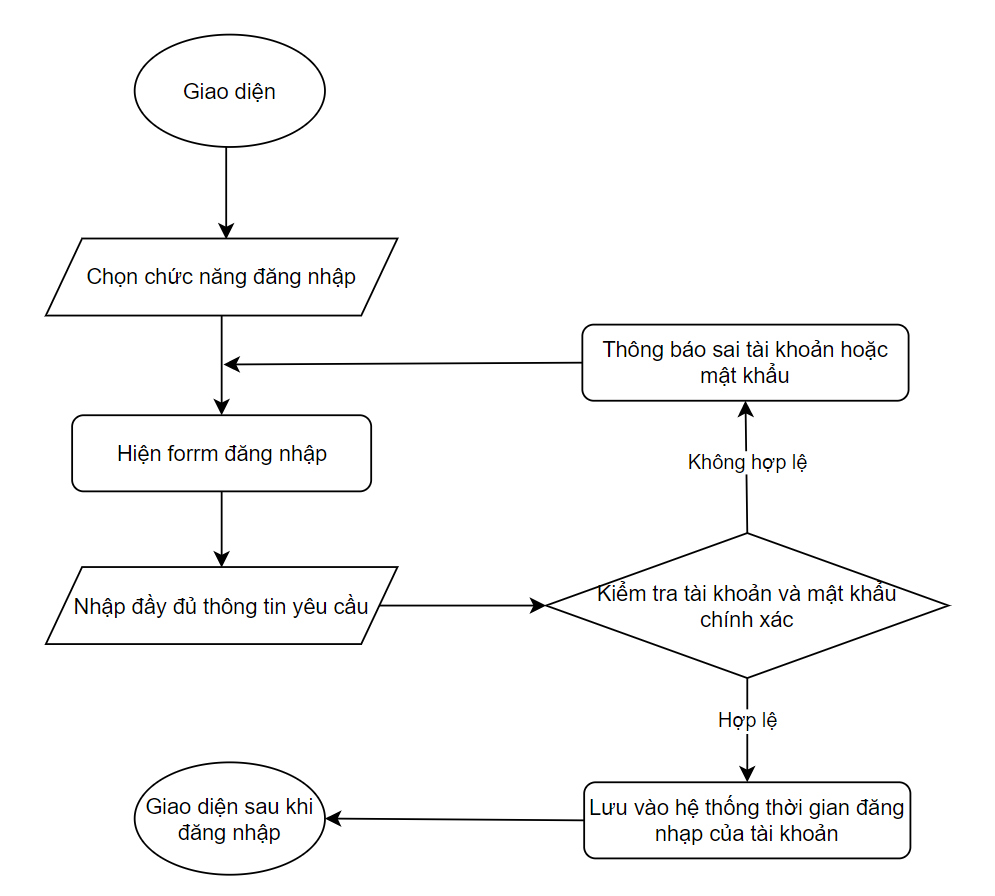 Giao diện
Chọn chức năng đăng nhập
Thông báo sai tài khoản hoặc
mật khẩu
Hiện forrm đăng nhập
Không hợp lệ
Nhập đầy đủ thông tin yêu cầu
Kiểm tra tài khoản và mật khẩu
chính xác
Hợp lệ
Giao diện sau khi
đăng nhập
Lưu vào hệ thống thời gian đăng
nhạp của tài khoản